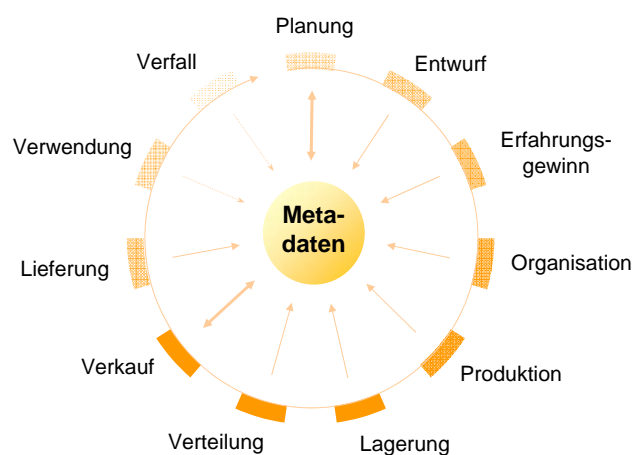 Planung
Entwurf
Erfahrungs-
gewinn
Organisation
Produktion
Lagerung
Verteilung
Verkauf
Lieferung
Verwendung
Verfall
Meta-
daten